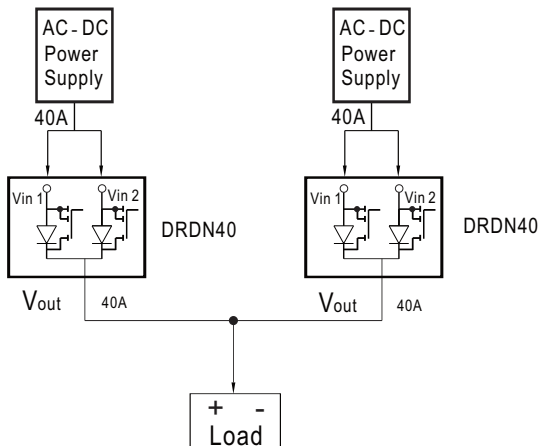 AC - DC
Power
Supply
AC - DC
Power
Supply
40A
40A
Vin 1
Vin 2
DRDN40
Vin 1
Vin 2
DRDN40
Vout
40A
Vout
40A
+ -
Load